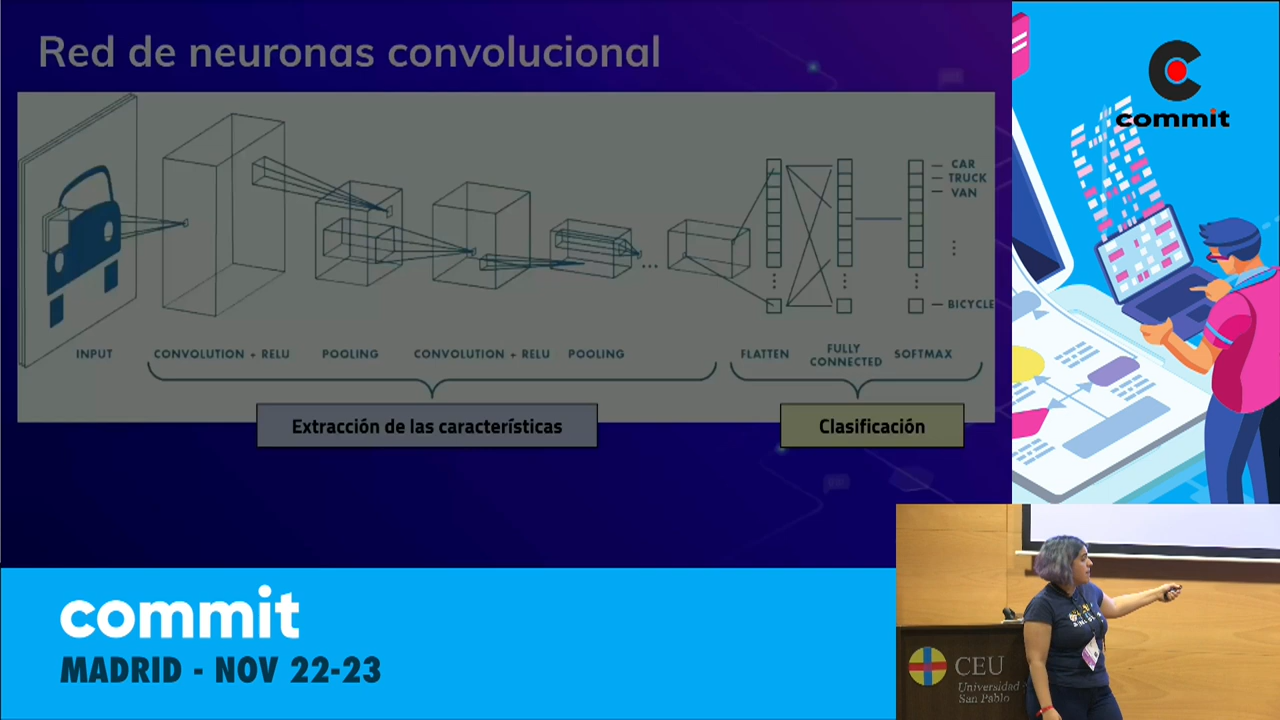 Red de neuronas convolucional
CAR
TRUCK
VAN
BICYCLE
INPUT
CONVOLUTION + RELU
POOLING
CONVOLUTION + RELU
POOLING
FLATTEN
FULLY
CONNECTED
SOFTMAX
Extracción de las características
Clasificación
commit
commit
MADRID - NOV 22-23
CEU
Universidad
San Pablo